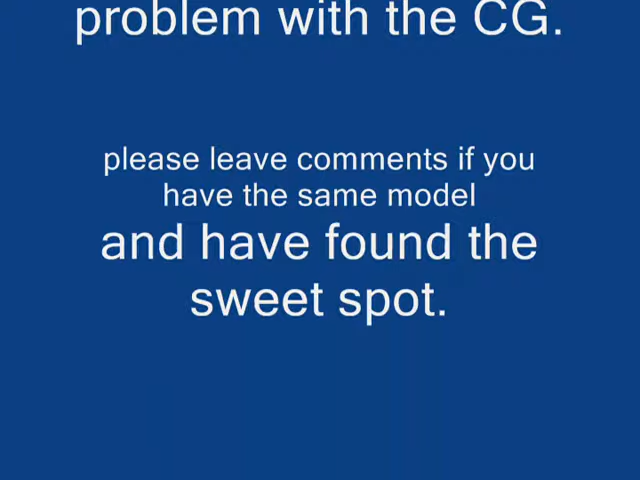 problem with the CG.
please leave comments if you
have the same model
and have found the
sweet spot.